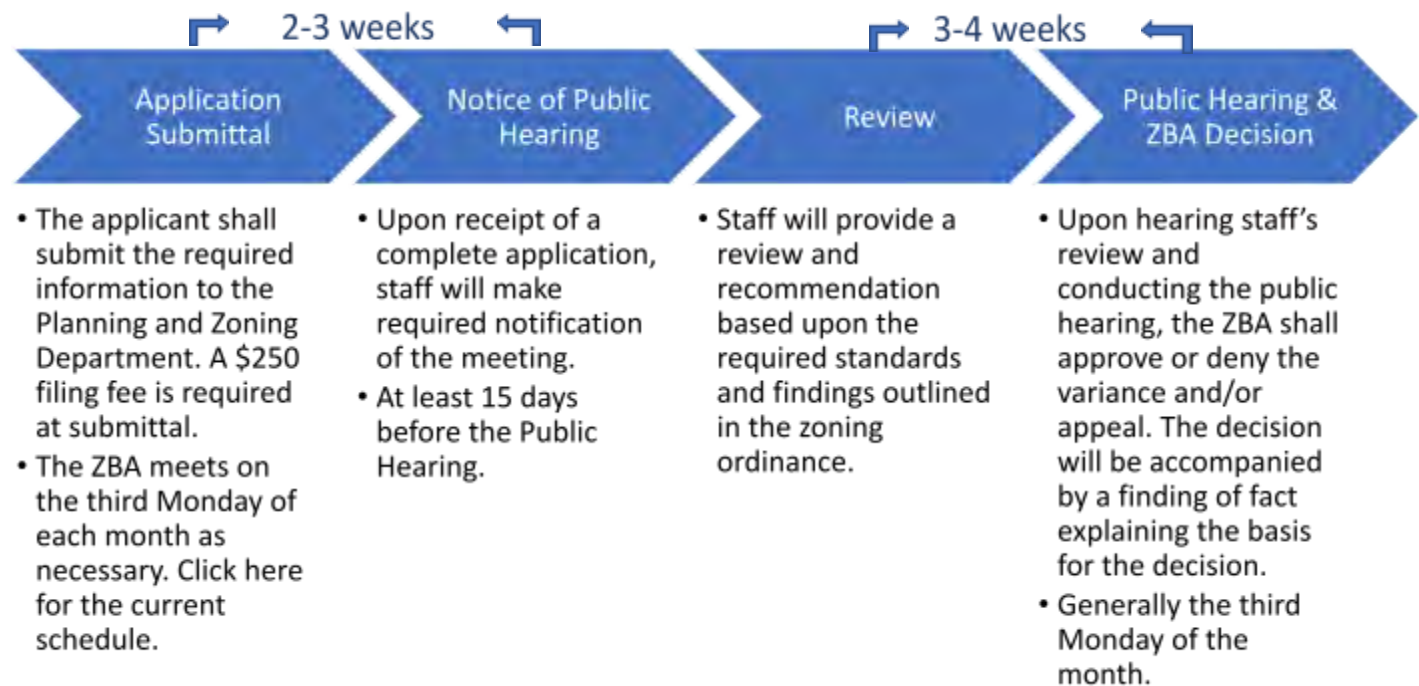 2-3 weeks
3-4 weeks
Application
Submittal
Notice of Public
Hearing
Review
Public Hearing &
ZBA Decision
• The applicant shall
submit the required
information to the
Planning and Zoning
Department. A $250
filing fee is required
at submittal.
• The ZBA meets on
the third Monday of
each month as
necessary. Click here
for the current
schedule.
• Upon receipt of a
complete application,
staff will make
required notification
of the meeting.
• At least 15 days
before the Public
Hearing.
• Staff will provide a
review and
recommendation
based upon the
required standards
and findings outlined
in the zoning
ordinance.
• Upon hearing staff’s
review and
conducting the public
hearing, the ZBA shall
approve or deny the
variance and/or
appeal. The decision
will be accompanied
by a finding of fact
explaining the basis
for the decision.
• Generally the third
Monday of the
month.